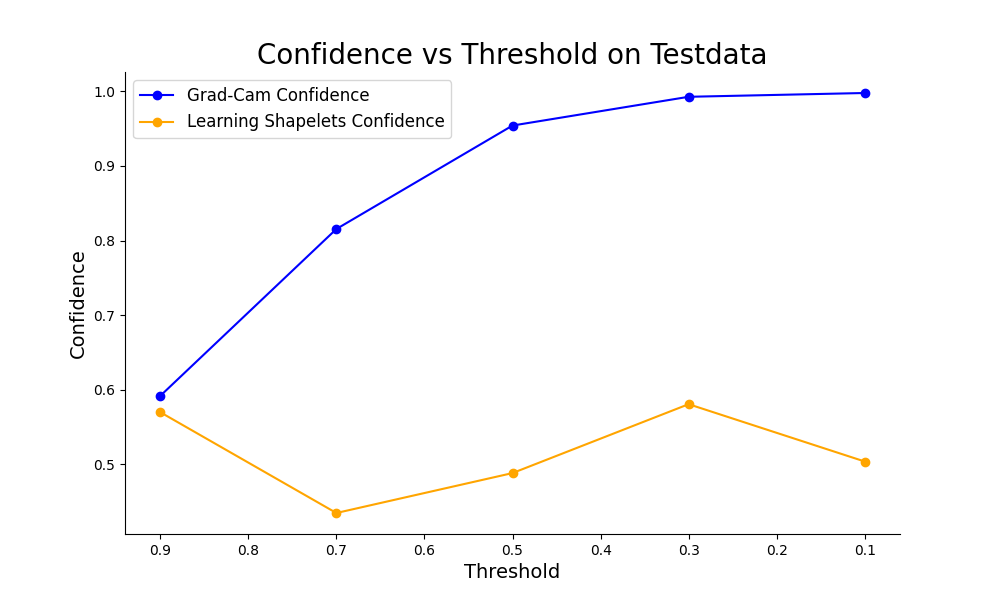 Confidence vs Threshold on Testdata
Grad-Cam Confidence
Learning Shapelets Confidence
1.0
0.9
0.8
0.7
0.6
0.5
Confidence
0.9 0.8 0.7 0.6 0.5 0.4 0.3 0.2 0.1
Threshold